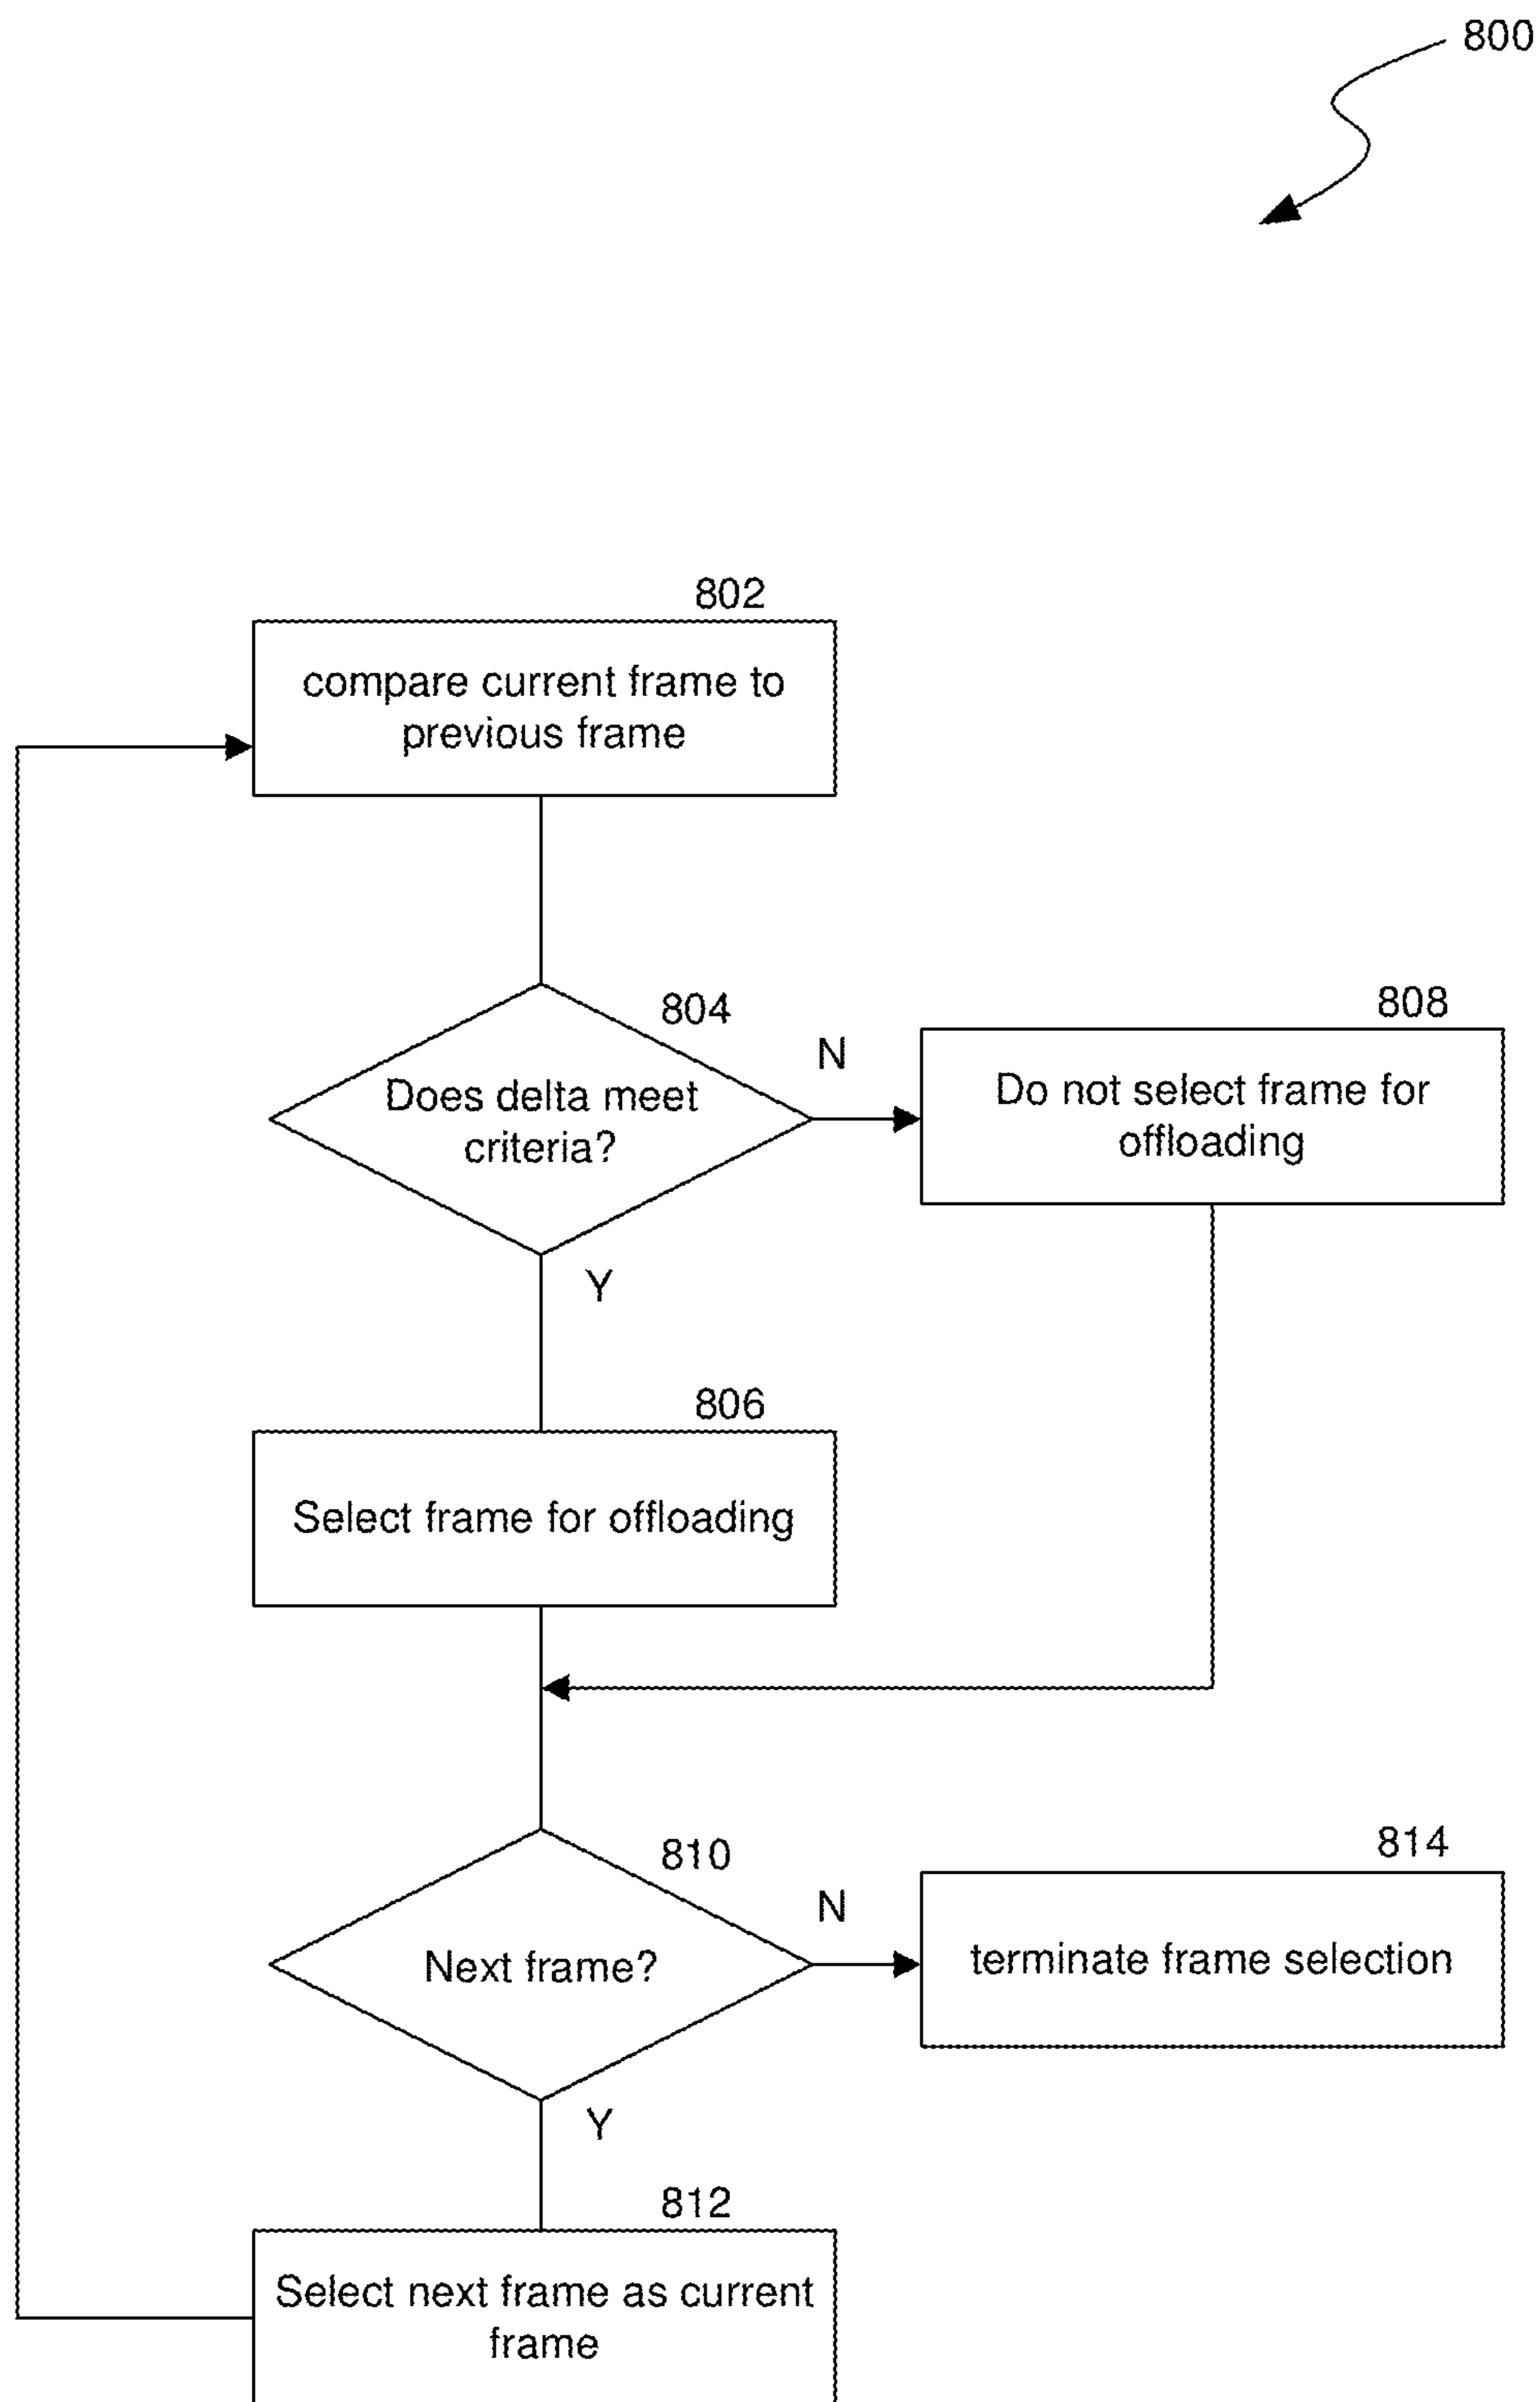 800
802
compare current frame to
previous frame
804
Does delta meet
criteria?
N
808
Do not select frame for
offloading
Y
806
Select frame for offloading
810
Next frame?
N
814
terminate frame selection
Y
812
Select next frame as current
frame